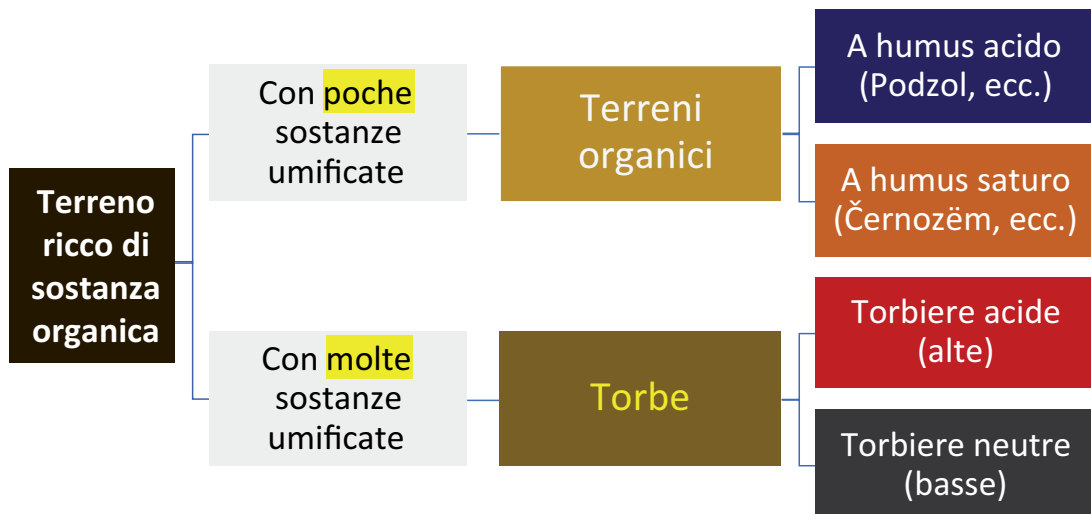 Terreno
ricco di
sostanza
organica
Con poche
sostanze
umificate
Terreni
organici
A humus acido
(Podzol, ecc.)
A humus saturo
(Černozëm, ecc.)
Con molte
sostanze
umificate
Torbe
Torbiere acide
(alte)
Torbiere neutre
(basse)